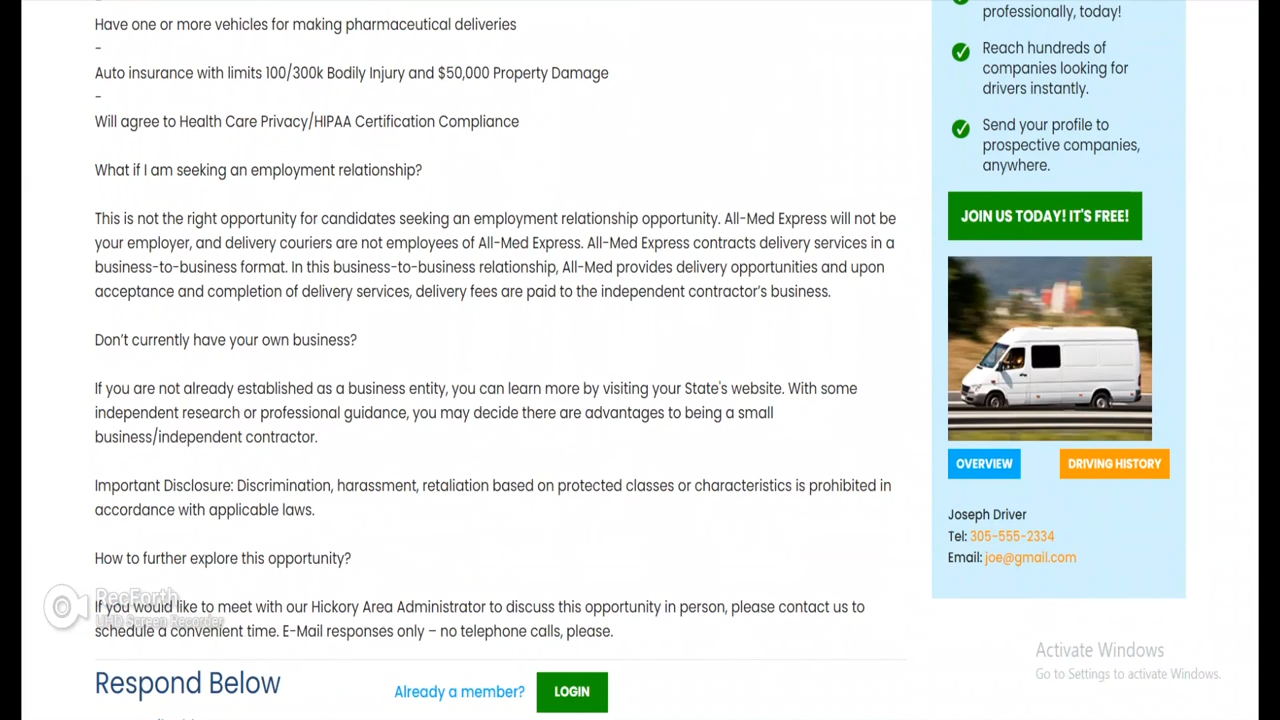 Have one or more vehicles for making pharmaceutical deliveries
-
Auto insurance with limits 100/300k Bodily Injury and $50,000 Property Damage
-
Will agree to Health Care Privacy/HIPAA Certification Compliance
What if I am seeking an employment relationship?
This is not the right opportunity for candidates seeking an employment relationship opportunity. All-Med Express will not be
your employer, and delivery couriers are not employees of All-Med Express. All-Med Express contracts delivery services in a
business-to-business format. In this business-to-business relationship, All-Med provides delivery opportunities and upon
acceptance and completion of delivery services, delivery fees are paid to the independent contractor's business.
Don't currently have your own business?
If you are not already established as a business entity, you can learn more by visiting your State's website. With some
independent research or professional guidance, you may decide there are advantages to being a small
business/independent contractor.
Important Disclosure: Discrimination, harassment, retaliation based on protected classes or characteristics is prohibited in
accordance with applicable laws.
How to further explore this opportunity?
If you would like to meet with our Hickory Area Administrator to discuss this opportunity in person, please contact us to
schedule a convenient time. E-Mail responses only – no telephone calls, please.
RecForth
UHD Screen Recorder
Respond Below
Already a member?
LOGIN
professionally, today!
Reach hundreds of
companies looking for
drivers instantly.
Send your profile to
prospective companies,
anywhere.
JOIN US TODAY! IT'S FREE!
OVERVIEW
DRIVING HISTORY
Joseph Driver
Tel: 305-555-2334
Email: joe@gmail.com
Activate Windows
Go to Settings to activate Windows.